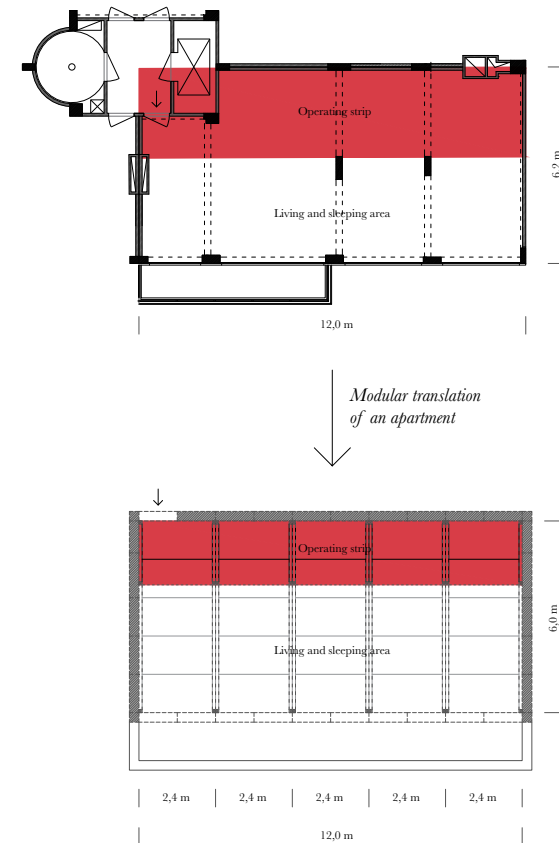 Operating strip
6,2 m
Living and sleeping area
12,0 m
Modular translation
of an apartment
Operating strip
6,0 m
Living and sleeping area
2,4 m
2,4 m
2,4 m
2,4 m
2,4 m
12,0 m